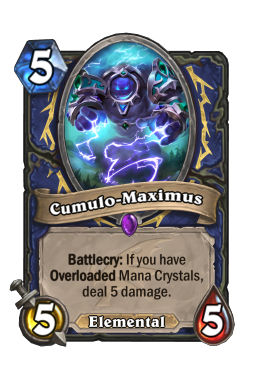 5
Cumulo-Maximus
Battlecry: If you have
Overloaded Mana Crystals,
deal 5 damage.
5
Elemental
5